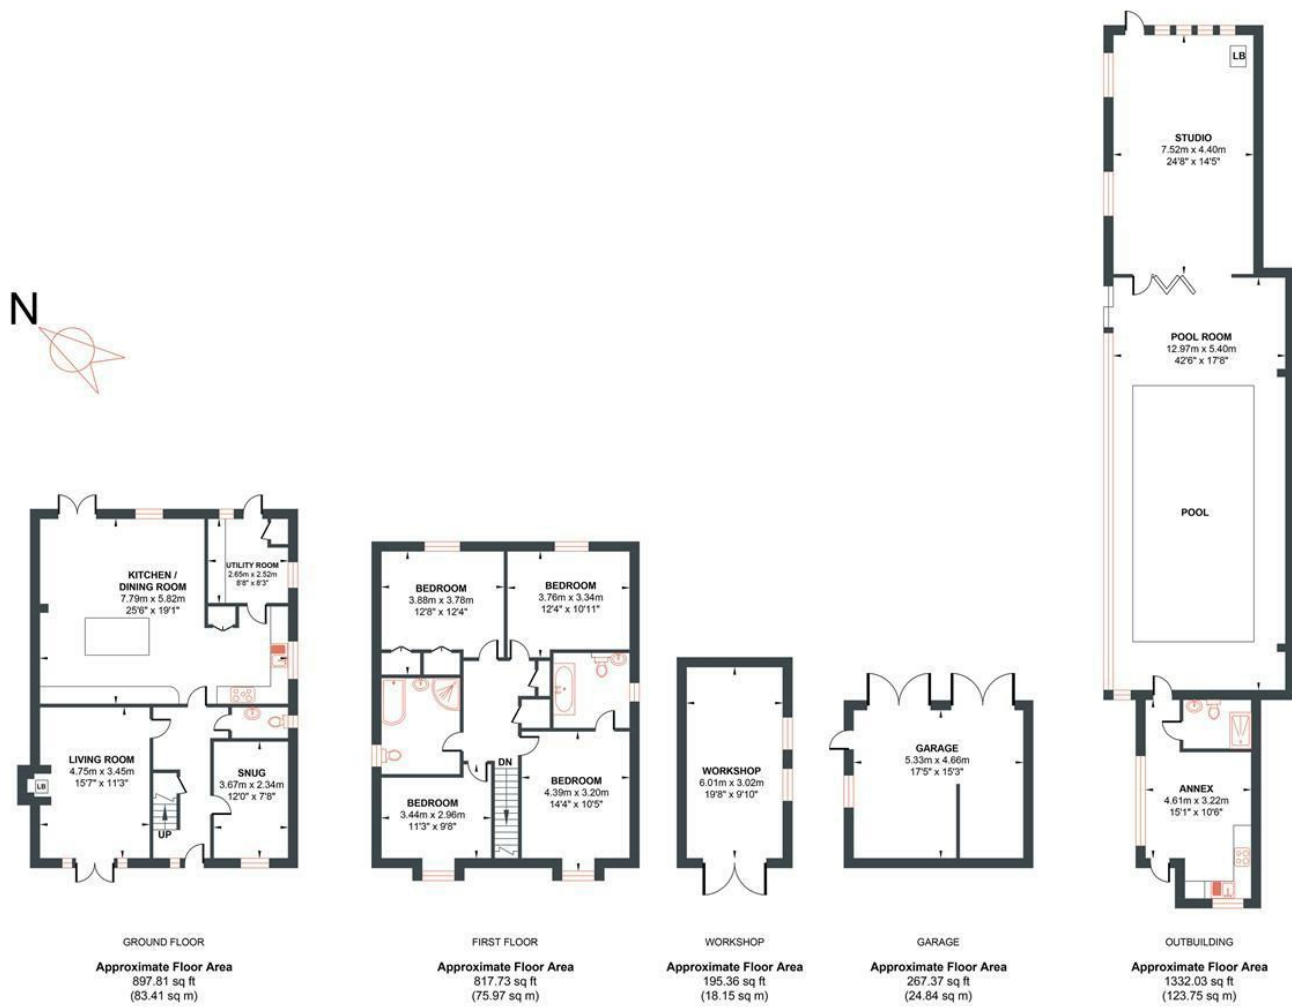 LB
STUDIO
7.52m x 4.40m
24'8" x 14'5"
N
POOL ROOM
12.97m x 5.40m
42'6" x 17'8"
POOL
KITCHEN /
DINING ROOM
7.79m x 5.82m
25'6" x 19'1"
UTILITY ROOM
2.65m x 2.52m
8'8" x 8'3"
LIVING ROOM
4.75m x 3.45m
15'7" x 11'3"
LB
SNUG
3.67m x 2.34m
12'0" x 7'8"
UP
BEDROOM
3.88m x 3.78m
12'8" x 12'4"
BEDROOM
3.76m x 3.34m
12'4" x 10'11"
DN
BEDROOM
4.39m x 3.20m
14'4" x 10'5"
BEDROOM
3.44m x 2.96m
11'3" x 9'8"
WORKSHOP
6.01m x 3.02m
19'8" x 9'10"
GARAGE
5.33m x 4.66m
17'5" x 15'3"
ANNEX
4.61m x 3.22m
15'1" x 10'6"
GROUND FLOOR
Approximate Floor Area
897.81 sq ft
(83.41 sq m)
FIRST FLOOR
Approximate Floor Area
817.73 sq ft
(75.97 sq m)
WORKSHOP
Approximate Floor Area
195.36 sq ft
(18.15 sq m)
GARAGE
Approximate Floor Area
267.37 sq ft
(24.84 sq m)
OUTBUILDING
Approximate Floor Area
1332.03 sq ft
(123.75 sq m)